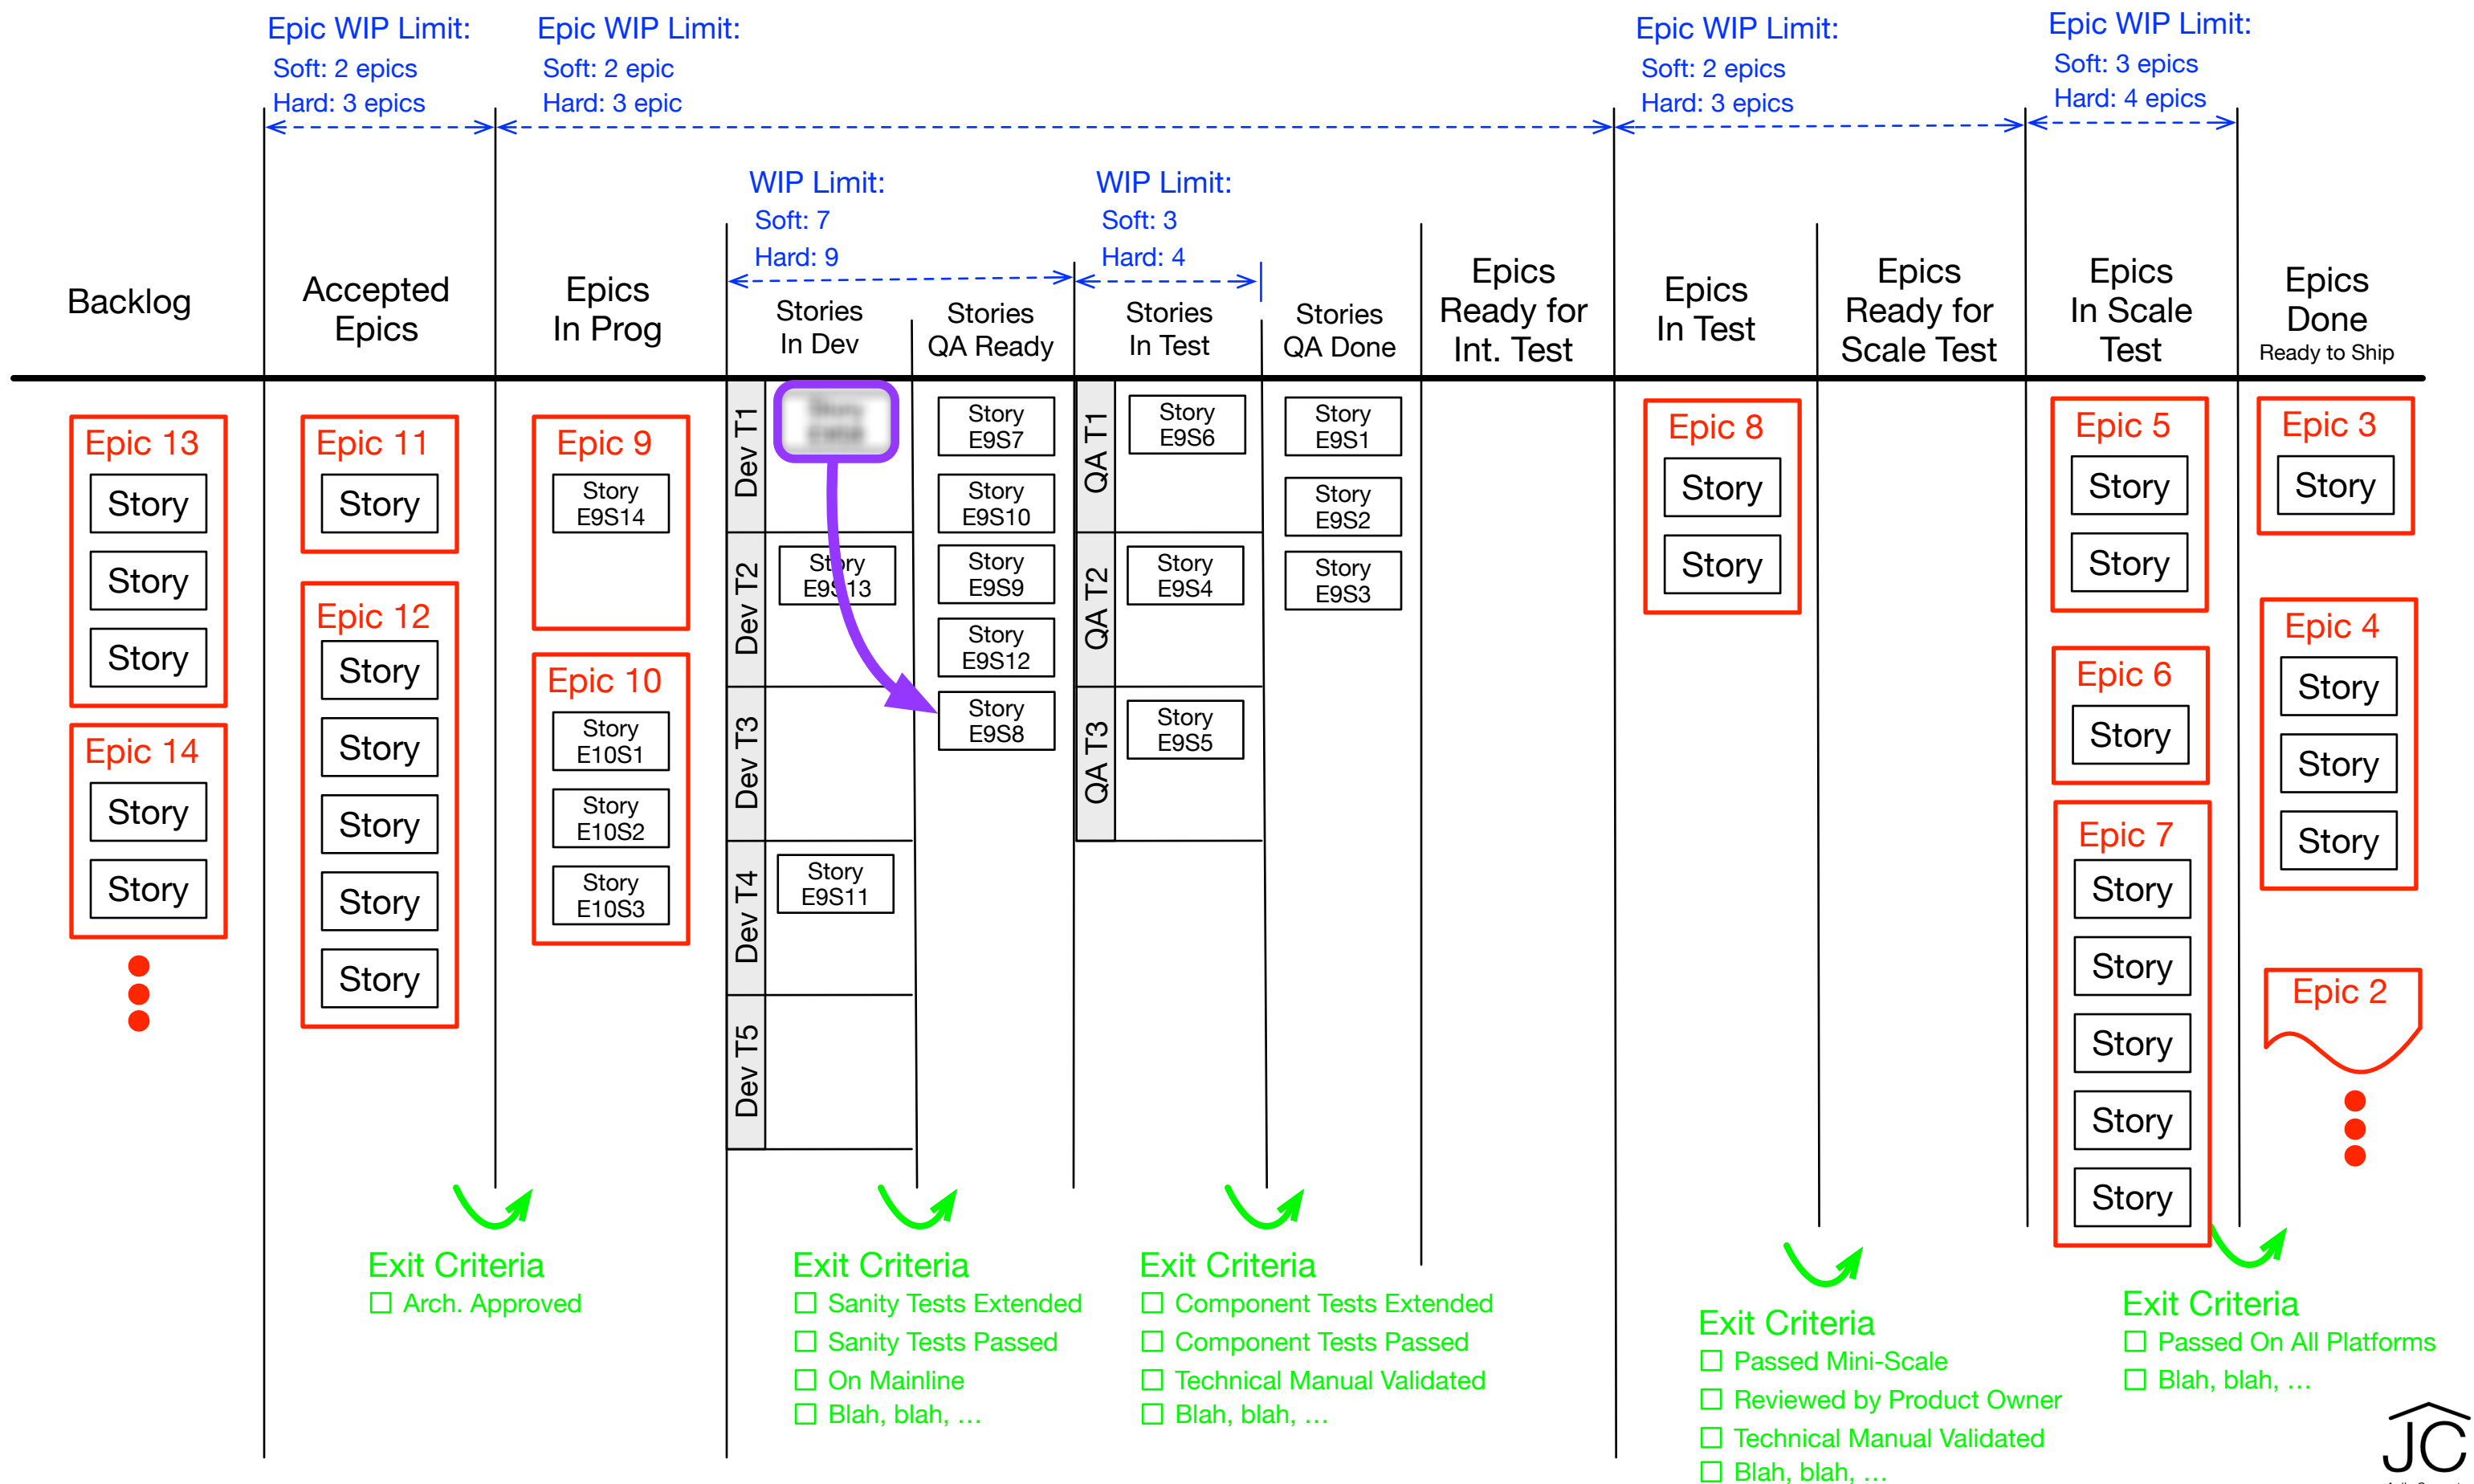 Epic WIP Limit:
Soft: 2 epics
Hard: 3 epics
Epic WIP Limit:
Soft: 2 epic
Hard: 3 epic
Epic WIP Limit:
Soft: 2 epics
Hard: 3 epics
Epic WIP Limit:
Soft: 3 epics
Hard: 4 epics
WIP Limit:
Soft: 7
Hard: 9
WIP Limit:
Soft: 3
Hard: 4
Backlog
Accepted
Epics
Epics
In Prog
Stories
In Dev
Stories
QA Ready
Stories
In Test
Stories
QA Done
Epics
Ready for
Int. Test
Epics
In Test
Epics
Ready for
Scale Test
Epics
In Scale
Test
Epics
Done
Ready to Ship
Epic 13
Story
Story
Story
Epic 14
Story
Story
Epic 11
Story
Epic 12
Story
Story
Story
Story
Story
Epic 9
Story
E9S14
Epic 10
Story
E10S1
Story
E10S2
Story
E10S3
Dev T1
Dev T2
Story
E9S13
Dev T3
Dev T4
Story
E9S11
Dev T5
Story
E9S7
Story
E9S10
Story
E9S9
Story
E9S12
Story
E9S8
QA T1
Story
E9S6
QA T2
Story
E9S4
QA T3
Story
E9S5
Story
E9S1
Story
E9S2
Story
E9S3
Epic 8
Story
Story
Epic 5
Story
Story
Epic 6
Story
Epic 7
Story
Story
Story
Story
Story
Epic 3
Story
Epic 4
Story
Story
Story
Epic 2
Exit Criteria
Arch. Approved
Exit Criteria
Sanity Tests Extended
Sanity Tests Passed
On Mainline
Blah, blah, …
Exit Criteria
Component Tests Extended
Component Tests Passed
Technical Manual Validated
Blah, blah, …
Exit Criteria
Passed Mini-Scale
Reviewed by Product Owner
Technical Manual Validated
Blah, blah, …
Exit Criteria
Passed On All Platforms
Blah, blah, …
JC